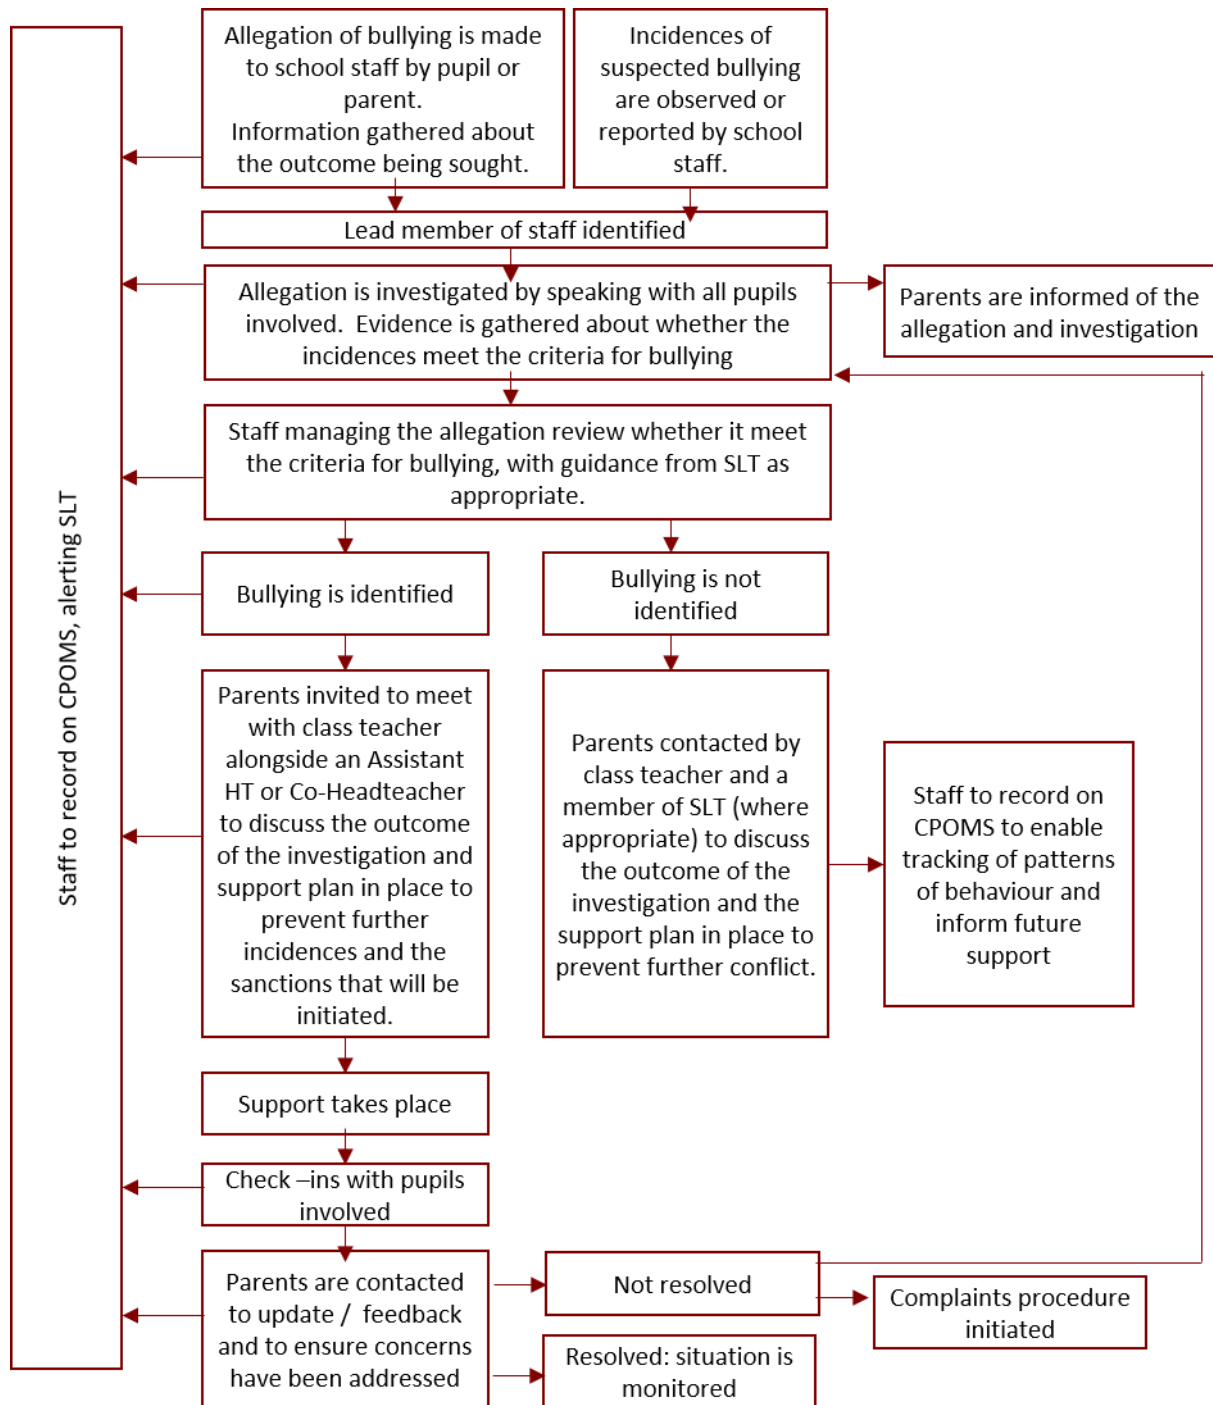 Allegation of bullying is made
to school staff by pupil or
parent.
Information gathered about
the outcome being sought.
Incidences of
suspected bullying
are observed or
reported by school
staff.
Lead member of staff identified
Allegation is investigated by speaking with all pupils
involved.  Evidence is gathered about whether the
incidences meet the criteria for bullying
Parents are informed of the
allegation and investigation
Staff managing the allegation review whether it meet
the criteria for bullying, with guidance from SLT as
appropriate.
Staff to record on CPOMS, alerting SLT
Bullying is identified
Bullying is not
identified
Parents invited to meet
with class teacher
alongside an Assistant
HT or Co-Headteacher
to discuss the outcome
of the investigation and
support plan in place to
prevent further
incidences and the
sanctions that will be
initiated.
Parents contacted by
class teacher and a
member of SLT (where
appropriate) to discuss
the outcome of the
investigation and the
support plan in place to
prevent further conflict.
Staff to record on
CPOMS to enable
tracking of patterns
of behaviour and
inform future
support
Support takes place
Check –ins with pupils
involved
Parents are contacted
to update /  feedback
and to ensure concerns
have been addressed
Not resolved
Complaints procedure
initiated
Resolved: situation is
monitored